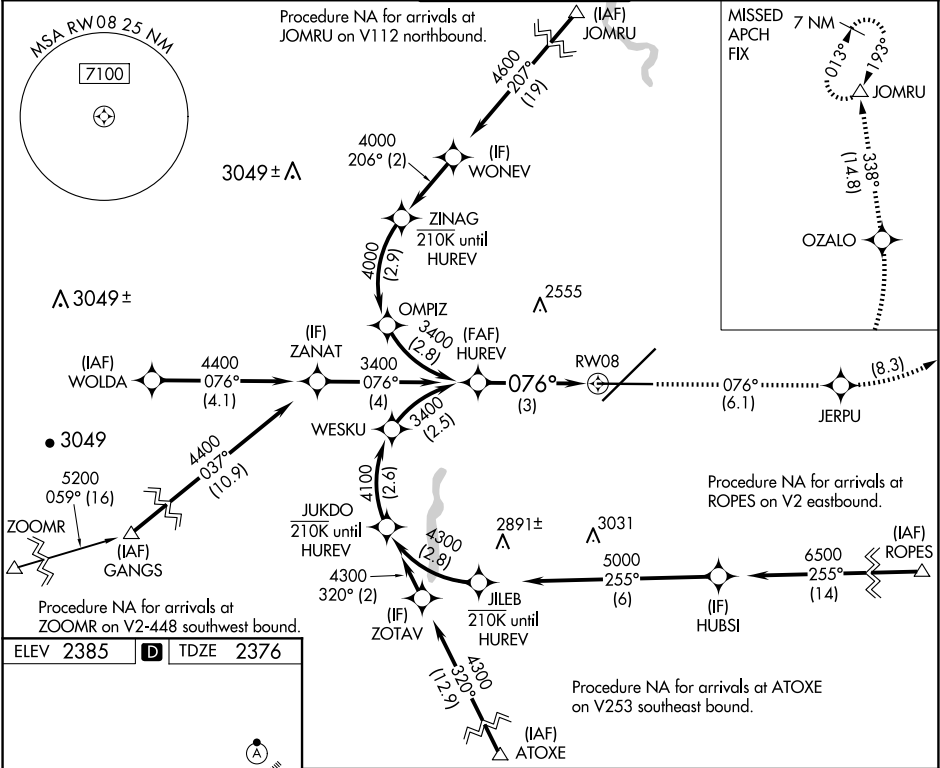 MSA RW08 25 NM
7100
Procedure NA for arrivals at
JOMRU on V112 northbound.
(IAF)
JOMRU
4600
207°
(19)
MISSED
APCH
FIX
7 NM
013°
193°
JOMRU
338°
(14.8)
OZALO
3049±
4000
206° (2)
(IF)
WONEV
ZINAG
210K until
HUREV
4000
(2.9)
3049±
OMPIZ
3400
(2.8)
2555
(IAF)
WOLDA
4400
076°
(4.1)
(IF)
ZANAT
3400
076°
(4)
(FAF)
HUREV
076°
(3)
RW08
076°
(6.1)
JERPU
(8.3)
WESKU
3400
(2.5)
3049
4400
037°
(10.9)
5200
059° (16)
ZOOMR
(IAF)
GANGS
4100
(2.6)
JUKDO
210K until
HUREV
4300
(2.8)
2891±
3031
Procedure NA for arrivals at
ROPES on V2 eastbound.
(IAF)
ROPES
6500
255°
(14)
5000
255°
(6)
(IF)
HUBSI
JILEB
210K until
HUREV
4300
320° (2)
(IF)
ZOTAV
Procedure NA for arrivals at
ZOOMR on V2-448 southwest bound.
4300
320°
(12.9)
(IAF)
ATOXE
Procedure NA for arrivals at ATOXE
on V253 southeast bound.
ELEV 2385 D TDZE 2376
A